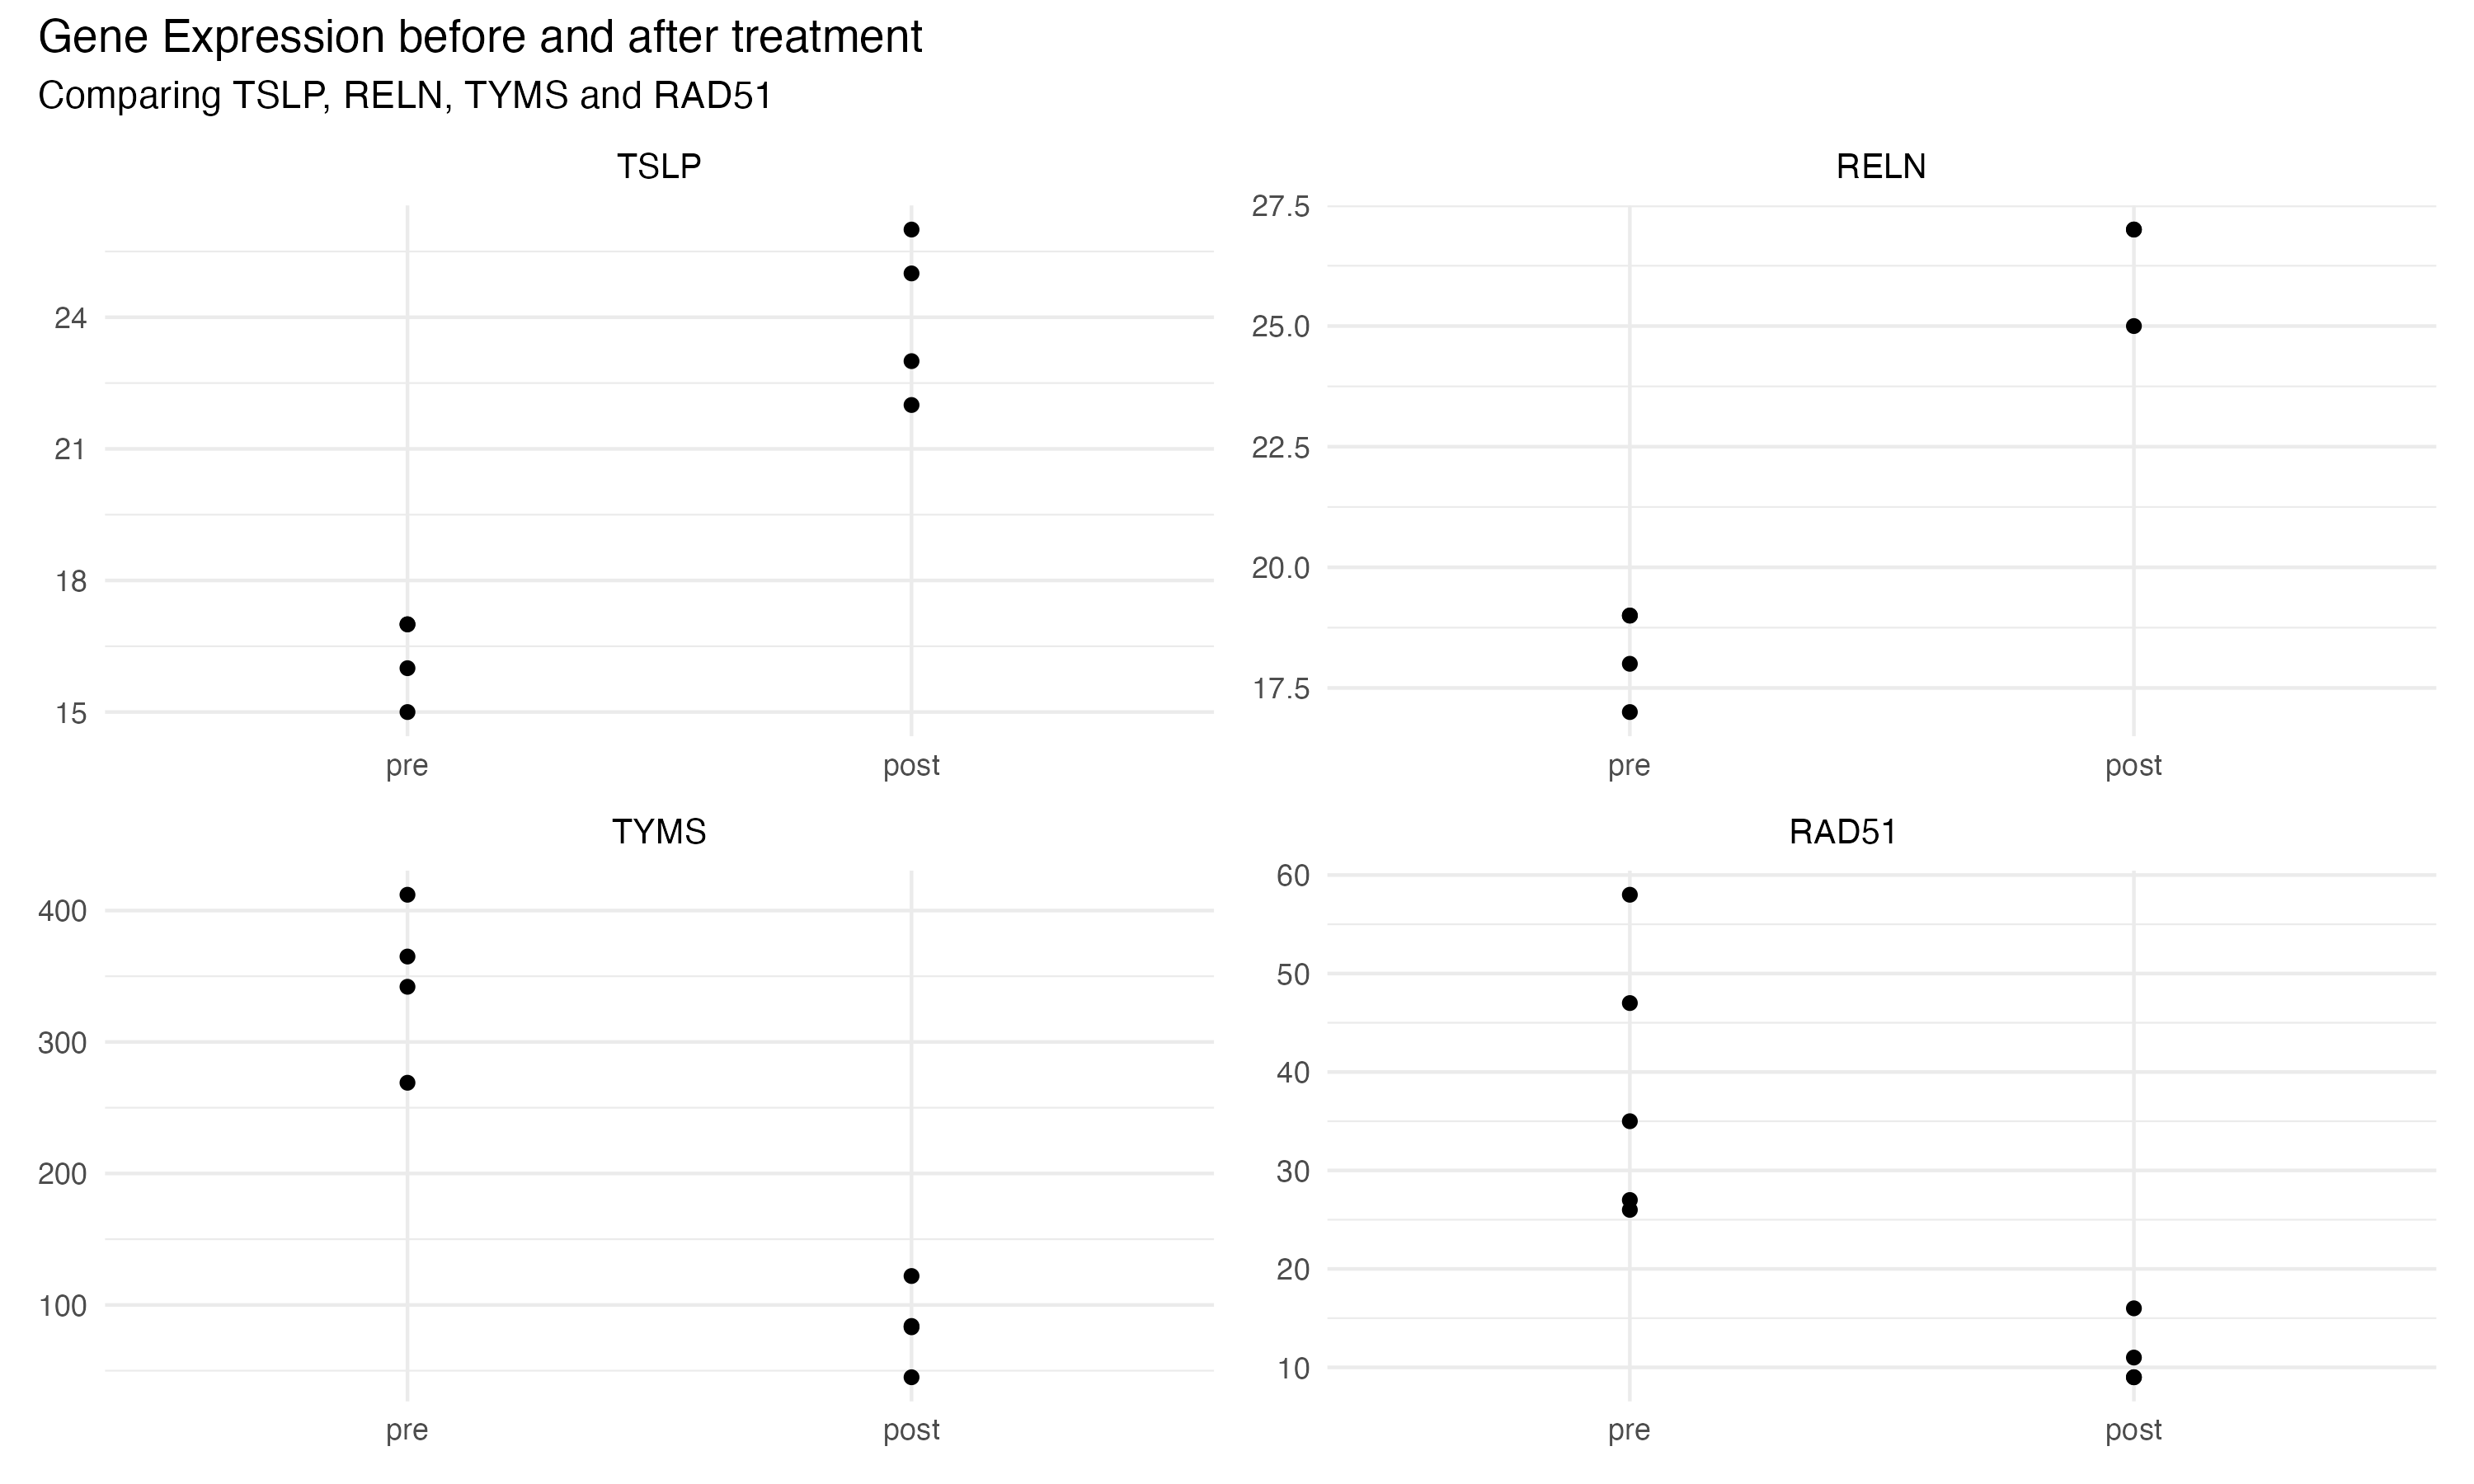 Gene Expression before and after treatment
Comparing TSLP, RELN, TYMS and RAD51
TSLP
24
21
18
15
pre post
RELN
27.5
25.0
22.5
20.0
17.5
pre post
TYMS
400
300
200
100
pre post
RAD51
60
50
40
30
20
10
pre post